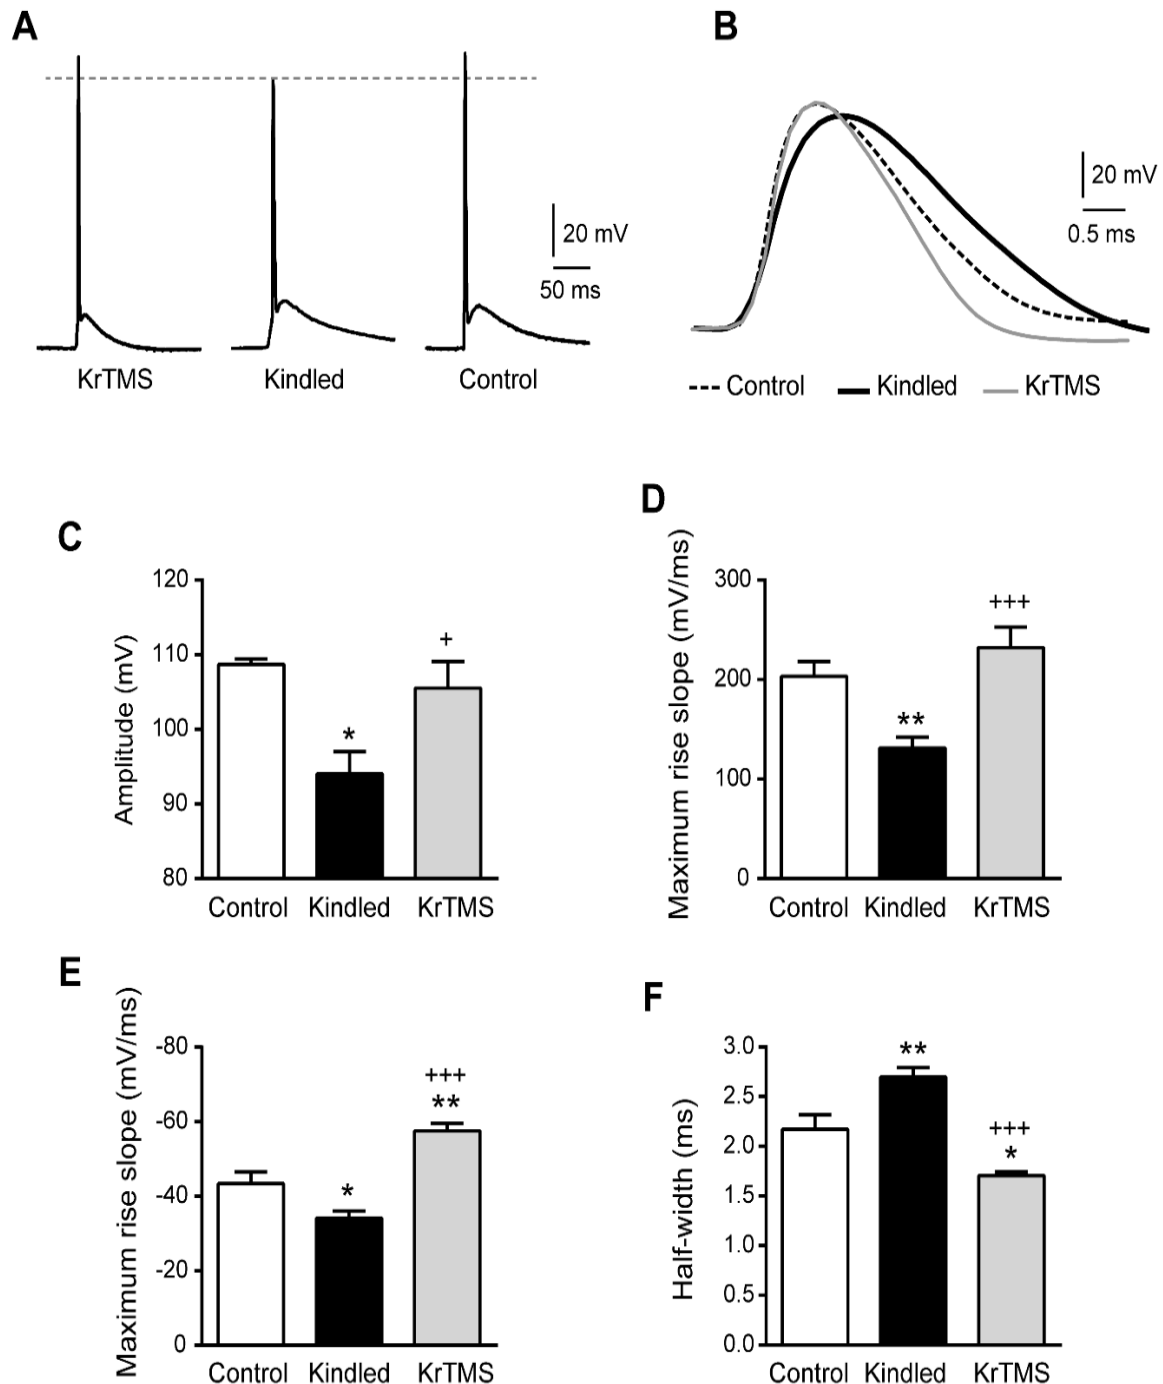 A
B
20 mV
50 ms
KrTMS
Kindled
Control
20 mV
0.5 ms
Control
Kindled
KrTMS
C
Amplitude (mV)
120
110
100
90
80
*
+
Control
Kindled
KrTMS
D
Maximum rise slope (mV/ms)
300
200
100
0
**
+++
Control
Kindled
KrTMS
E
Maximum rise slope (mV/ms)
-80
-60
-40
-20
0
*
+++
**
Control
Kindled
KrTMS
F
Half-width (ms)
3.0
2.5
2.0
1.5
1.0
0.5
0.0
**
+++
*
Control
Kindled
KrTMS